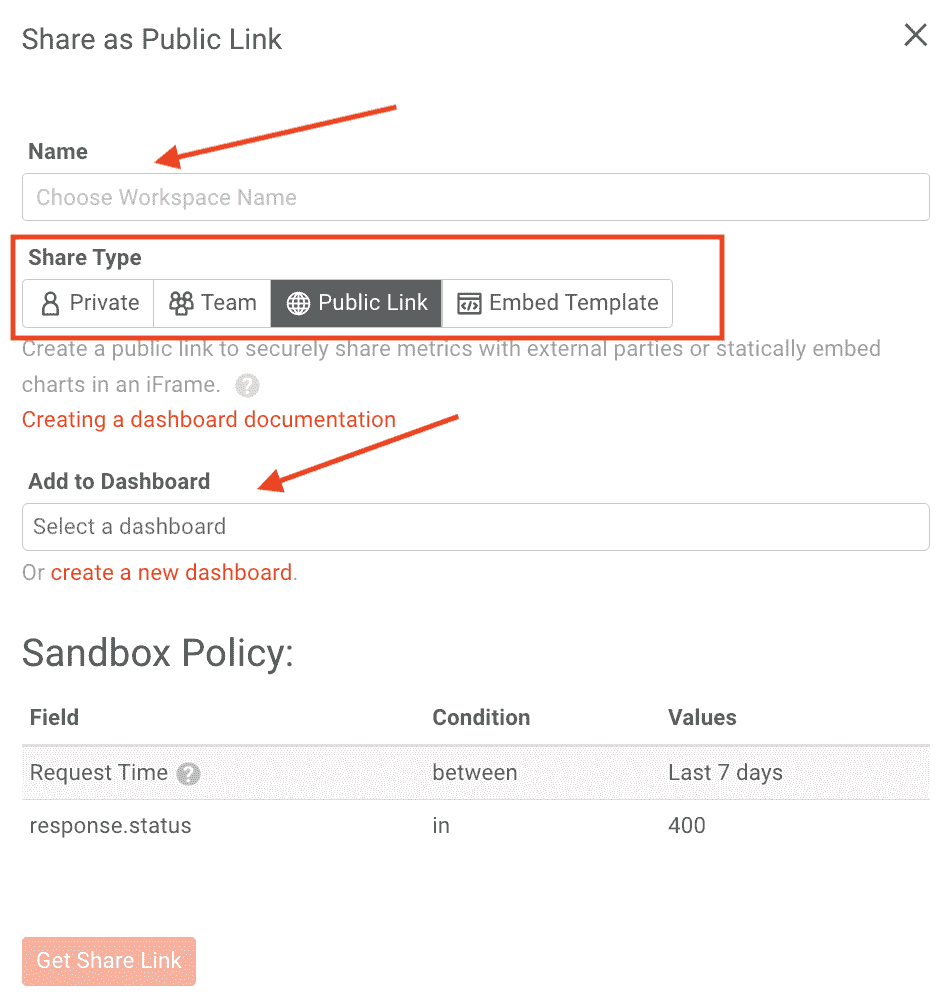 Share as Public Link
Name
Choose Workspace Name
Share Type
Private Team Public Link Embed Template
Create a public link to securely share metrics with external parties or statically embed
charts in an iFrame. ?
Creating a dashboard documentation
Add to Dashboard
Select a dashboard
Or create a new dashboard.
Sandbox Policy:
Field Condition Values
Request Time ? between Last 7 days
response.status in 400
Get Share Link